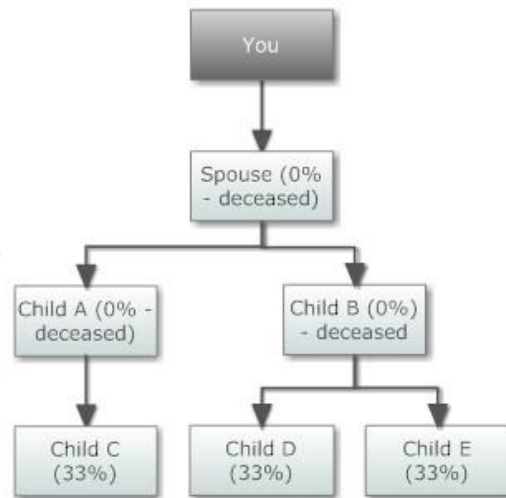 You
Spouse (0%
- deceased)
Child A (0% -
deceased)
Child B (0%)
- deceased
Child C
(33%)
Child D
(33%)
Child E
(33%)